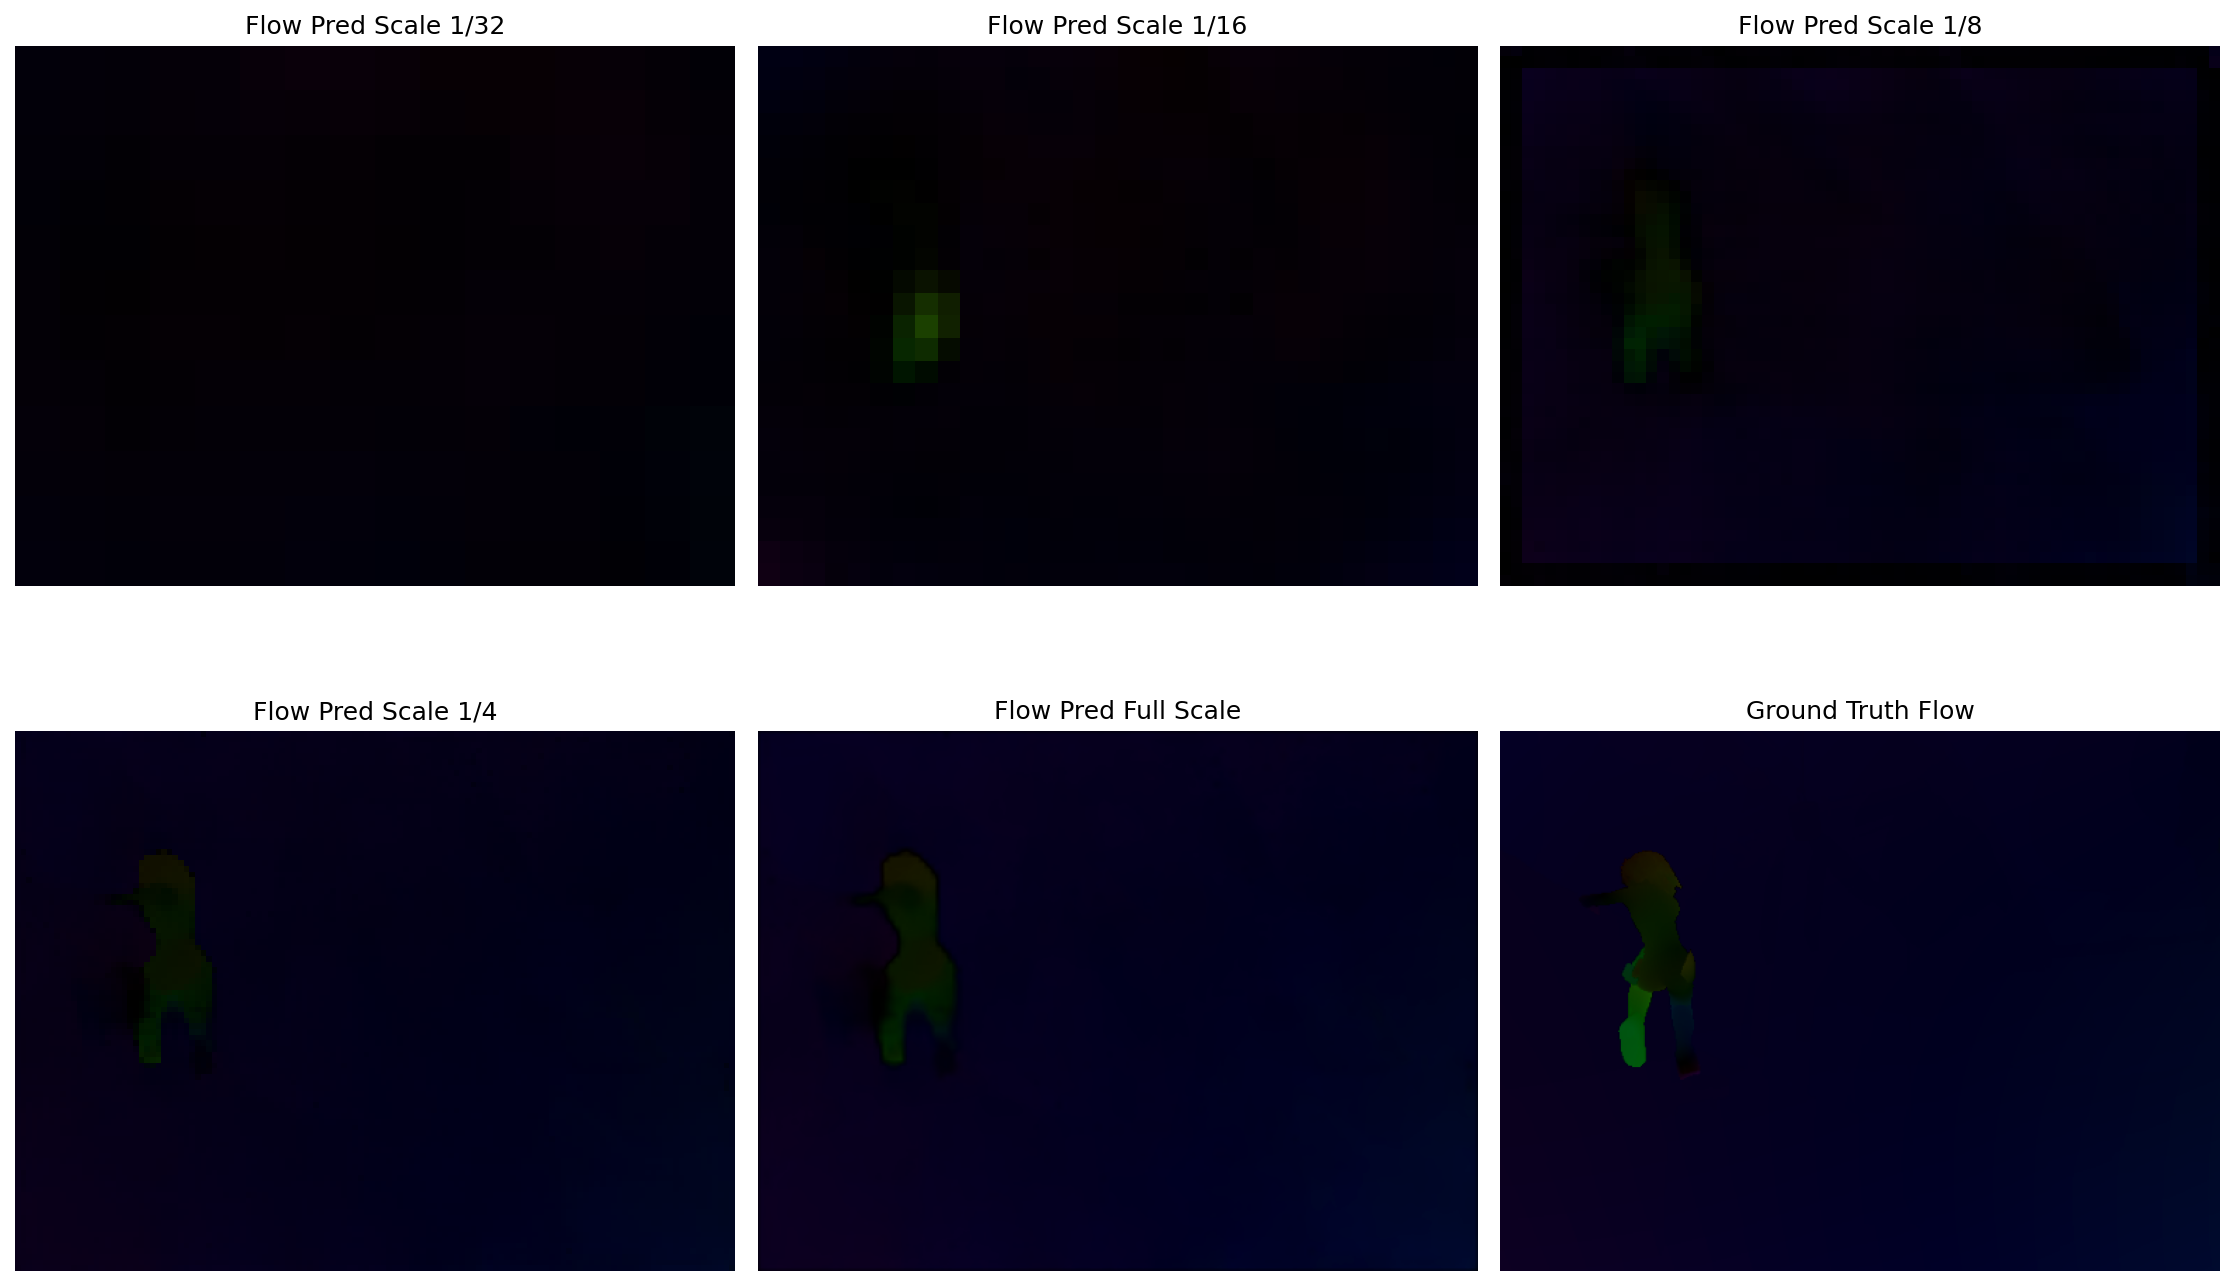 Flow Pred Scale 1/32
Flow Pred Scale 1/16
Flow Pred Scale 1/8
Flow Pred Scale 1/4
Flow Pred Full Scale
Ground Truth Flow